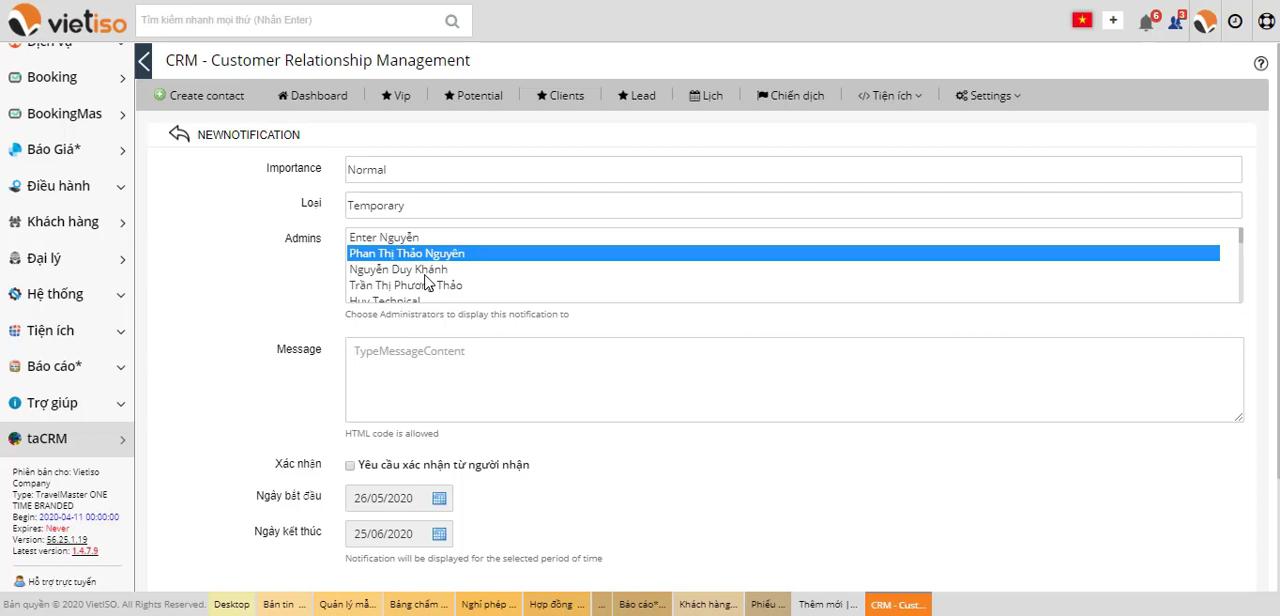 vietiso
Tìm kiếm nhanh mọi thứ (Nhấn Enter)
+
6
3
Dịch vụ
Booking
BookingMas
Báo Giá*
Điều hành
Khách hàng
Đại lý
Hệ thống
Tiện ích
Báo cáo*
Trợ giúp
taCRM
Phiên bản cho: Vietiso
Company
Type: TravelMaster ONE
TIME BRANDED
Begin: 2020-04-11 00:00:00
Expires: Never
Version: 56.25.1.19
Latest version: 1.4.7.9
Hỗ trợ trực tuyến
CRM - Customer Relationship Management
Create contact
Dashboard
Vip
Potential
Clients
Lead
Lịch
Chiến dịch
Tiện ích
Settings
NEWNOTIFICATION
Importance
Normal
Loại
Temporary
Admins
Enter Nguyễn
Phan Thị Thảo Nguyên
Nguyễn Duy Khánh
Trần Thị Phương Thảo
Huy Technical
Choose Administrators to display this notification to
Message
TypeMessageContent
HTML code is allowed
Xác nhận
Yêu cầu xác nhận từ người nhận
Ngày bắt đầu
26/05/2020
Ngày kết thúc
25/06/2020
Notification will be displayed for the selected period of time
Bản quyền © 2020 VietISO. All Rights Reserved.
Desktop
Bản tin ...
Quản lý mẫ...
Bảng chấm ...
Nghỉ phép ...
Hợp đồng ...
...
Báo cáo*...
Khách hàng...
Phiếu ...
Thêm mới |...
CRM - Cust...